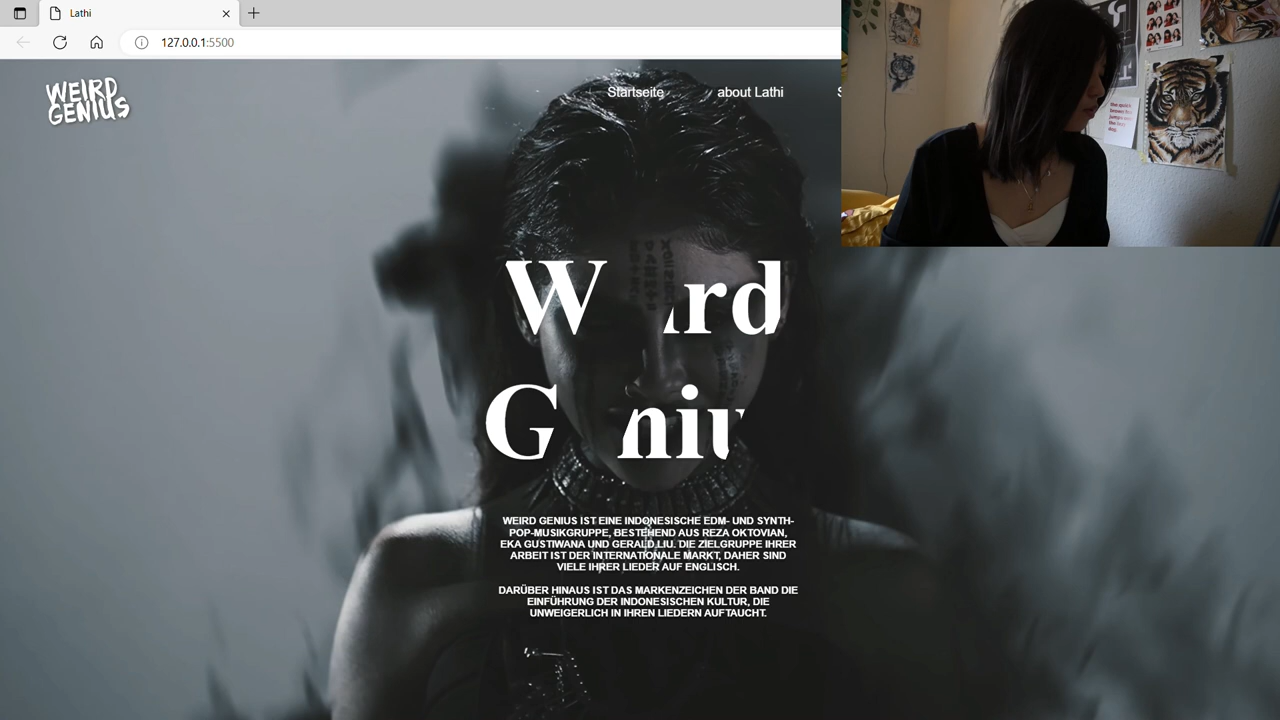 Lathi
127.0.0.1:5500
WEIRD
GENIUS
Startseite about Lathi
W ird
G niu
WEIRD GENIUS IST EINE INDONESISCHE EDM- UND SYNTH-
POP-MUSIKGRUPPE, BESTEHEND AUS REZA OKTOVIAN,
EKA GUSTIWANA UND GERALD LIU. DIE ZIELGRUPPE IHRER
ARBEIT IST DER INTERNATIONALE MARKT, DAHER SIND
VIELE IHRER LIEDER AUF ENGLISCH.
DARÜBER HINAUS IST DAS MARKENZEICHEN DER BAND DIE
EINFÜHRUNG DER INDONESISCHEN KULTUR, DIE
UNWEIGERLICH IN IHREN LIEDERN AUFTAUCHT.